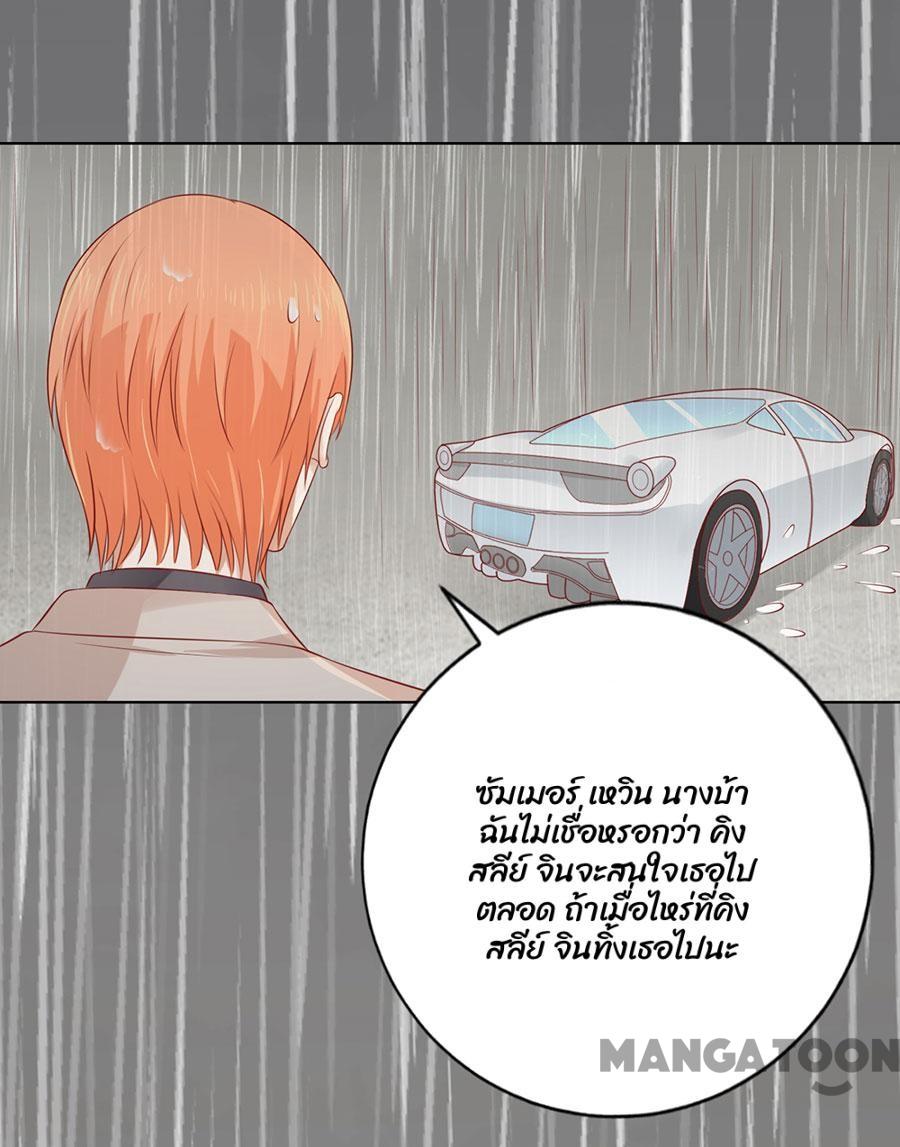 ซัมเมอร์ เหวิน นางบ้า
ฉันไม่เชื่อหรอกว่า คิง
สลีย์ จินจะสนใจเธอไป
ตลอด ถ้าเมื่อไหร่ที่คิง
สลีย์ จินทิ้งเธอไปนะ
MANGATOON